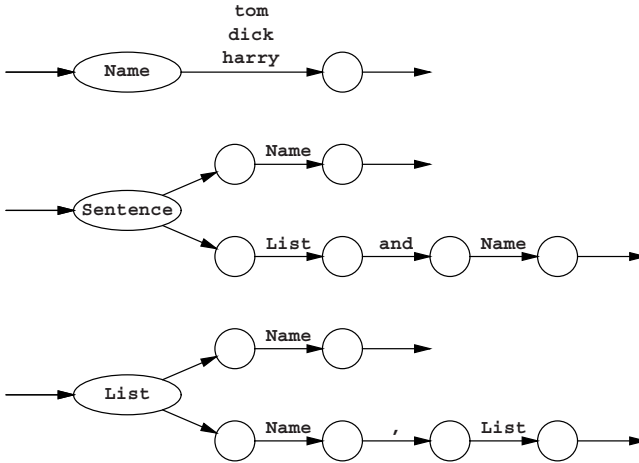 tom
dick
harry
Name
Name
Sentence
List and Name
Name
List
Name , List